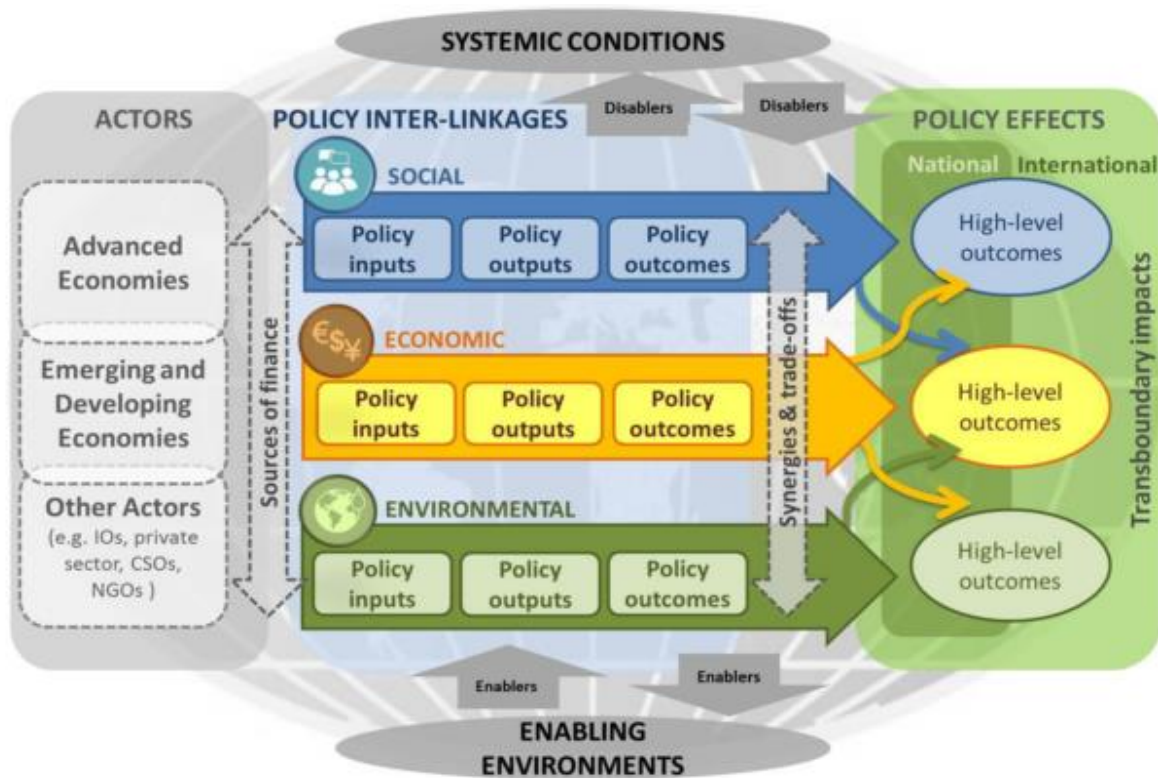 SYSTEMIC CONDITIONS
Disablers
Disablers
ACTORS
Advanced
Economies
Emerging and
Developing
Economies
Other Actors
(e.g. IOs, private
sector, CSOs,
NGOs )
Sources of finance
POLICY INTER-LINKAGES
SOCIAL
Policy
inputs
Policy
outputs
Policy
outcomes
€$¥
ECONOMIC
Policy
inputs
Policy
outputs
Policy
outcomes
ENVIRONMENTAL
Policy
inputs
Policy
outputs
Policy
outcomes
Synergies & trade-offs
POLICY EFFECTS
National
International
High-level
outcomes
High-level
outcomes
High-level
outcomes
Transboundary impacts
Enablers
Enablers
ENABLING
ENVIRONMENTS